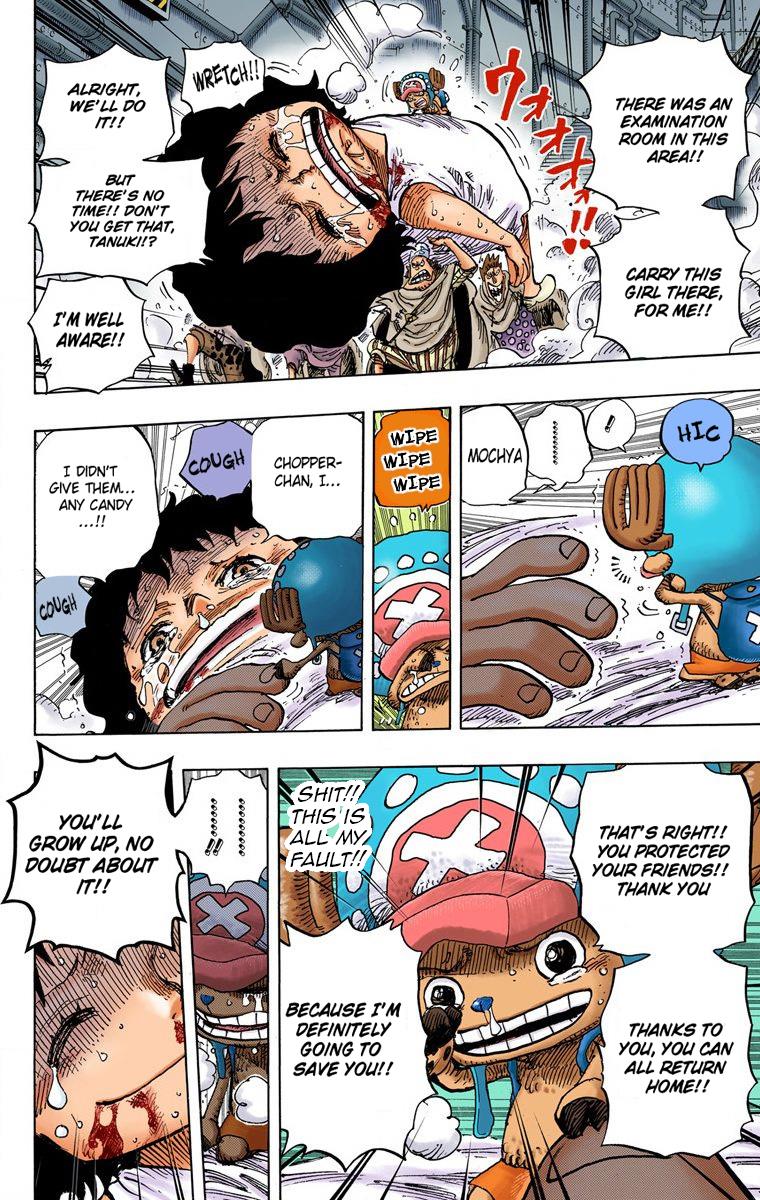 THERE WAS AN
EXAMINATION
ROOM IN THIS
AREA!!
CARRY THIS
GIRL THERE,
FOR ME!!
ウオオオッ!!
WRETCH!!
ALRIGHT,
WE'LL DO
IT!!
BUT
THERE'S NO
TIME!! DON'T
YOU GET THAT,
TANUKI!?
I'M WELL
AWARE!!
HIC
!
...........
MOCHYA
WIPE
WIPE
WIPE
CHOPPER-
CHAN, I...
COUGH
I DIDN'T
GIVE THEM...
ANY CANDY
...!!
COUGH
THAT'S RIGHT!!
YOU PROTECTED
YOUR FRIENDS!!
THANK YOU
THANKS TO
YOU, YOU CAN
ALL RETURN
HOME!!
SHIT!!
THIS IS
ALL MY
FAULT!!
BECAUSE I'M
DEFINITELY
GOING TO
SAVE YOU!!
...........
...........!!
YOU'LL
GROW UP, NO
DOUBT ABOUT
IT!!